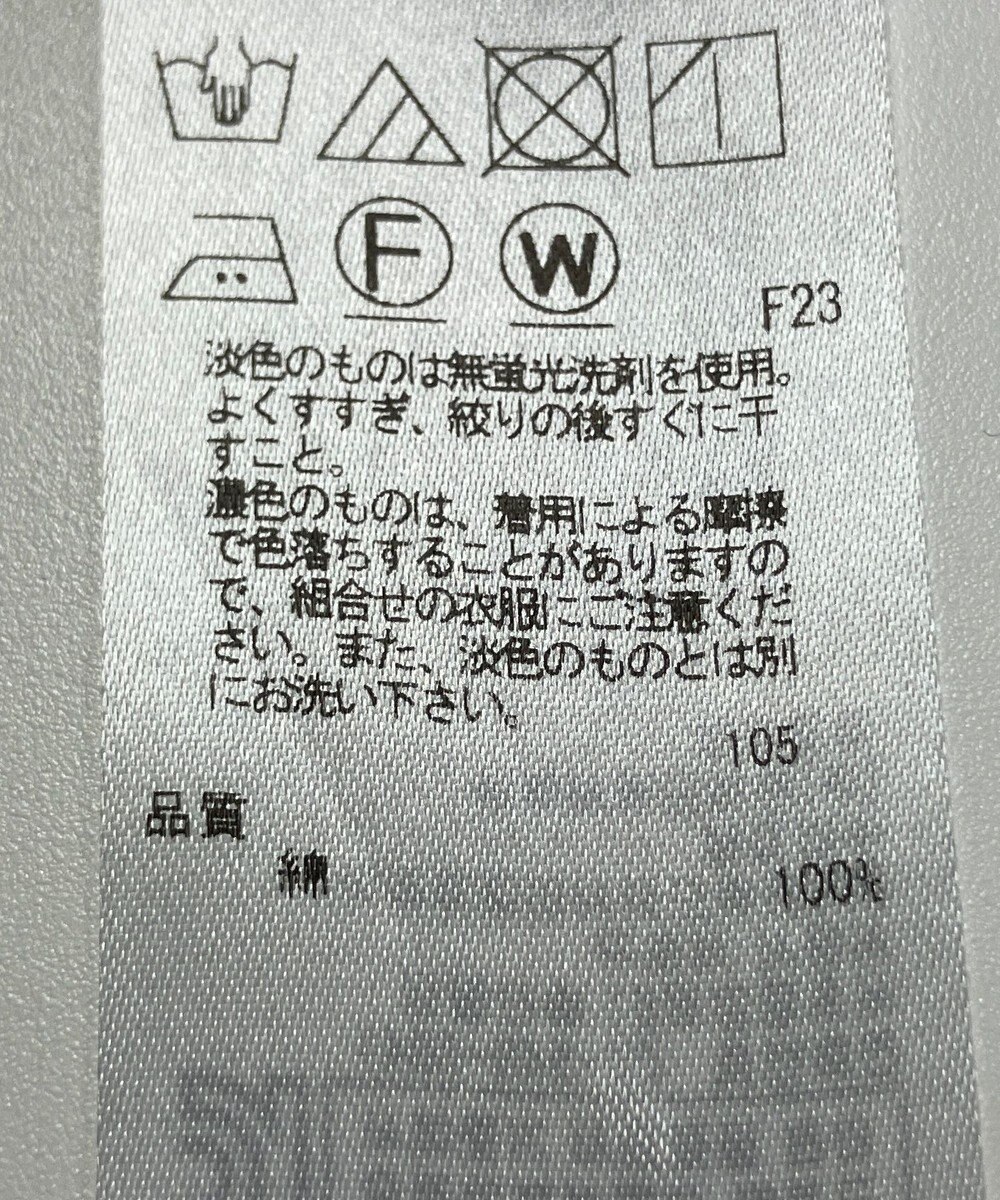 F
W
F23
淡色のものは無蛍光洗剤を使用。
よくすすぎ、絞りの後すぐに干
すこと。
濃色のものは、着用による摩擦
で色落ちすることがありますの
で、組合せの衣服にご注意くだ
さい。また、淡色のものとは別
にお洗い下さい。
105
品質
綿 100%